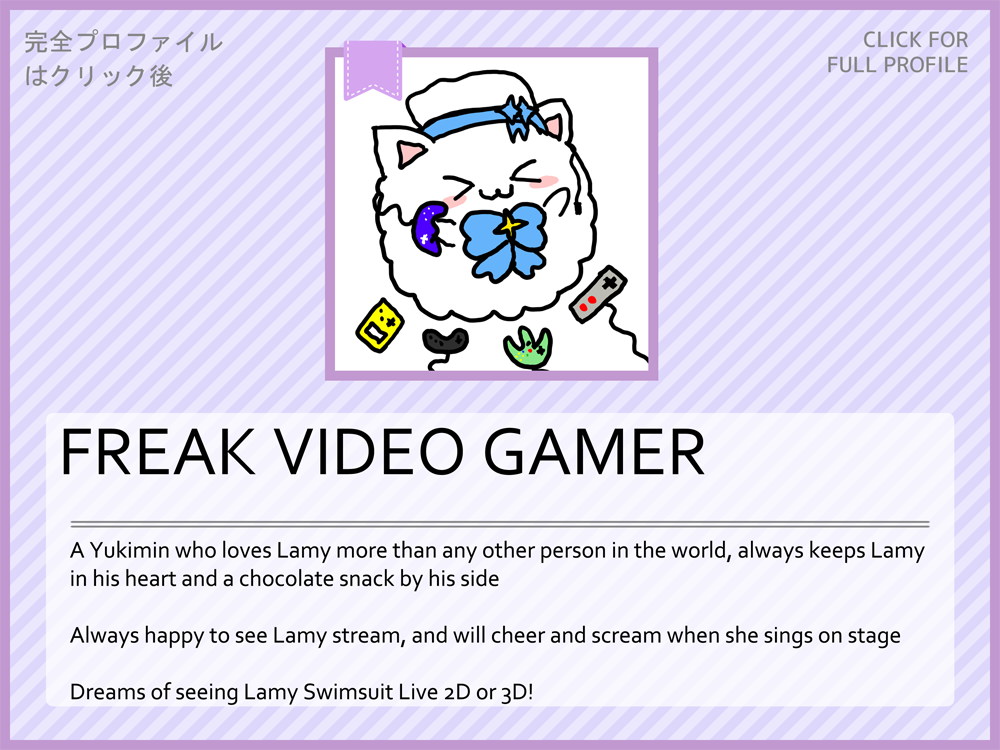 完全プロファイル
はクリック後
CLICK FOR
FULL PROFILE
FREAK VIDEO GAMER
A Yukimin who loves Lamy more than any other person in the world, always keeps Lamy
in his heart and a chocolate snack by his side
Always happy to see Lamy stream, and will cheer and scream when she sings on stage
Dreams of seeing Lamy Swimsuit Live 2D or 3D!